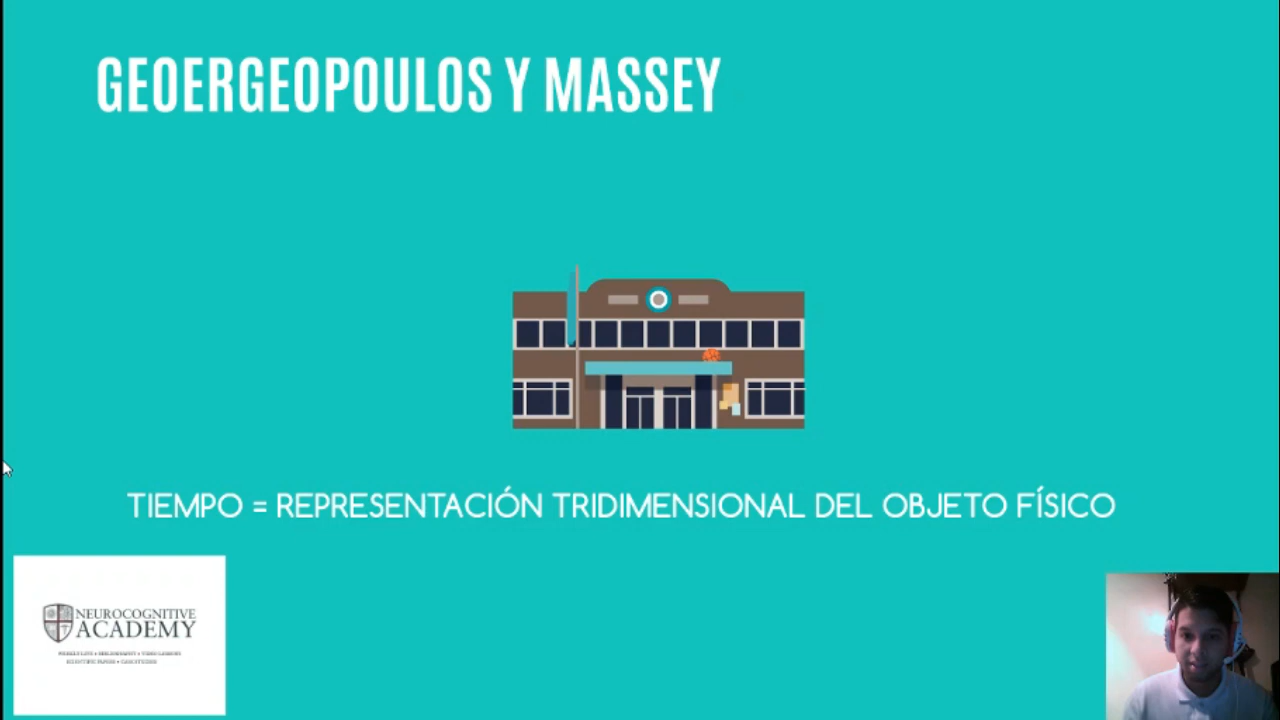 GEOERGEOPOULOS Y MASSEY
TIEMPO = REPRESENTACIÓN TRIDIMENSIONAL DEL OBJETO FÍSICO
NEUROCOGNITIVE
ACADEMY